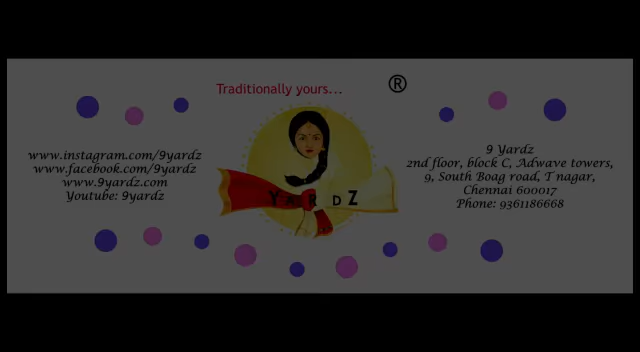 Traditionally yours...
®
www.instagram.com/9yardz
www.facebook.com/9yardz
www.9yardz.com
Youtube: 9yardz
YARDZ
9 Yardz
2nd floor, block C, Adwave towers,
9, South Boag road, T nagar,
Chennai 600017
Phone: 9361186668